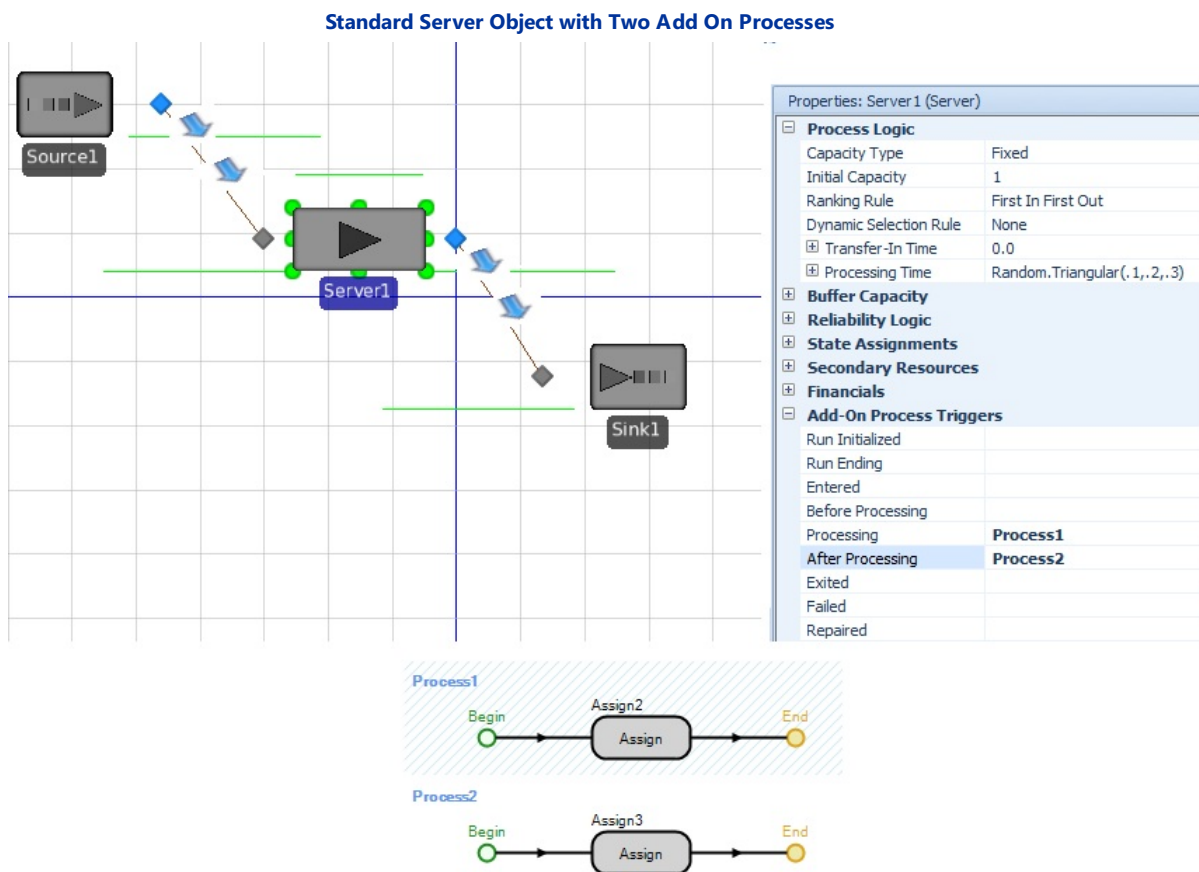 Standard Server Object with Two Add On Processes
Source1
Server1
Sink1
Properties: Server1 (Server)
Process Logic
Capacity Type Fixed
Initial Capacity 1
Ranking Rule First In First Out
Dynamic Selection Rule None
Transfer-In Time 0.0
Processing Time Random.Triangular(.1,.2,.3)
Buffer Capacity
Reliability Logic
State Assignments
Secondary Resources
Financials
Add-On Process Triggers
Run Initialized
Run Ending
Entered
Before Processing
Processing Process1
After Processing Process2
Exited
Failed
Repaired
Process1
Begin
Assign2
Assign
End
Process2
Begin
Assign3
Assign
End